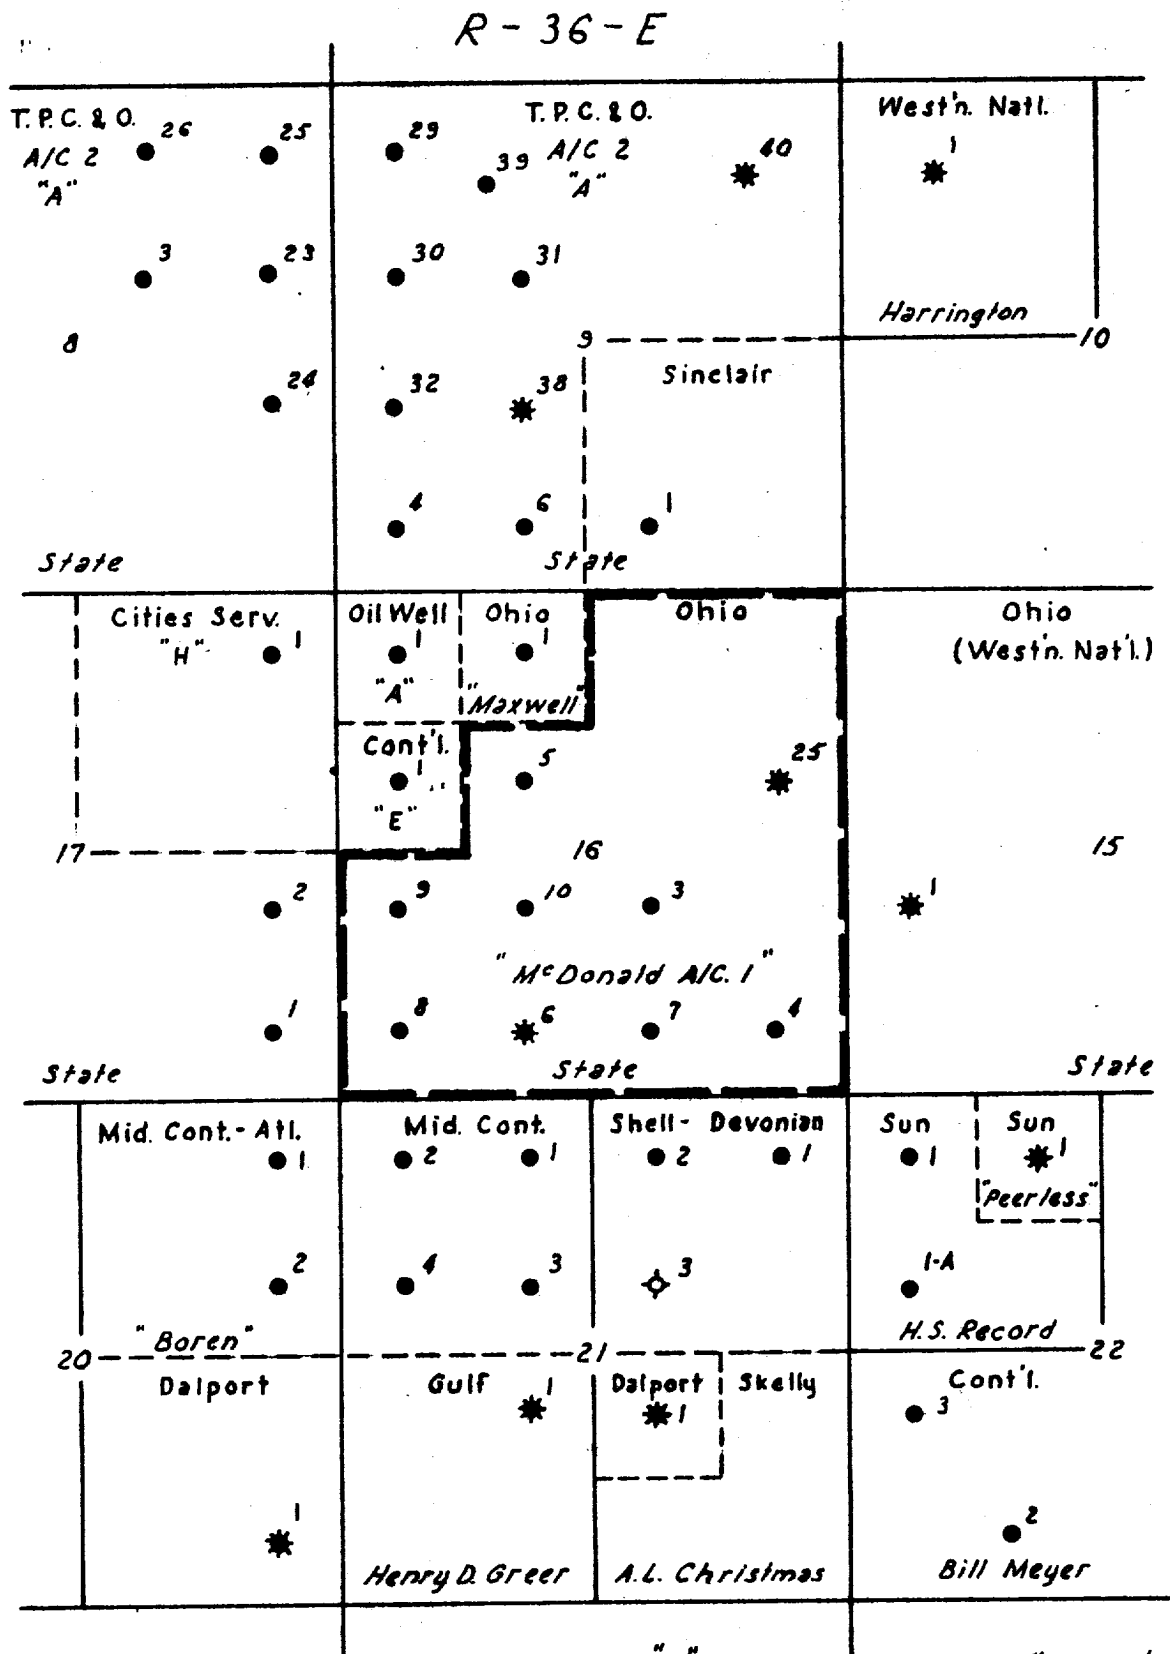 R - 36 - E
T. P. C. & O.
A/C 2
"A"
26
25
3
23
8
24
State
T. P. C. & O.
A/C 2
"A"
29
39
40
30
31
9
32
38
4
6
State
Sinclair
1
West'n. Natl.
1
Harrington
10
Cities Serv.
"H"
1
17
2
1
State
Oil Well
1
"A"
Ohio
1
"Maxwell"
Cont'l.
1
"E"
Ohio
5
25
16
9
10
3
"McDonald A/C. 1"
8
6
7
4
State
Ohio
(West'n. Nat'l.)
15
1
State
Mid. Cont.- Atl.
1
2
"Boren"
20
Dalport
1
Mid. Cont.
2
1
4
3
21
Gulf
1
Henry D. Greer
Shell- Devonian
2
1
3
Dalport
1
Skelly
A.L. Christmas
Sun
1
Sun
1
"Peerless"
1-A
H.S. Record
22
Cont'l.
3
2
Bill Meyer